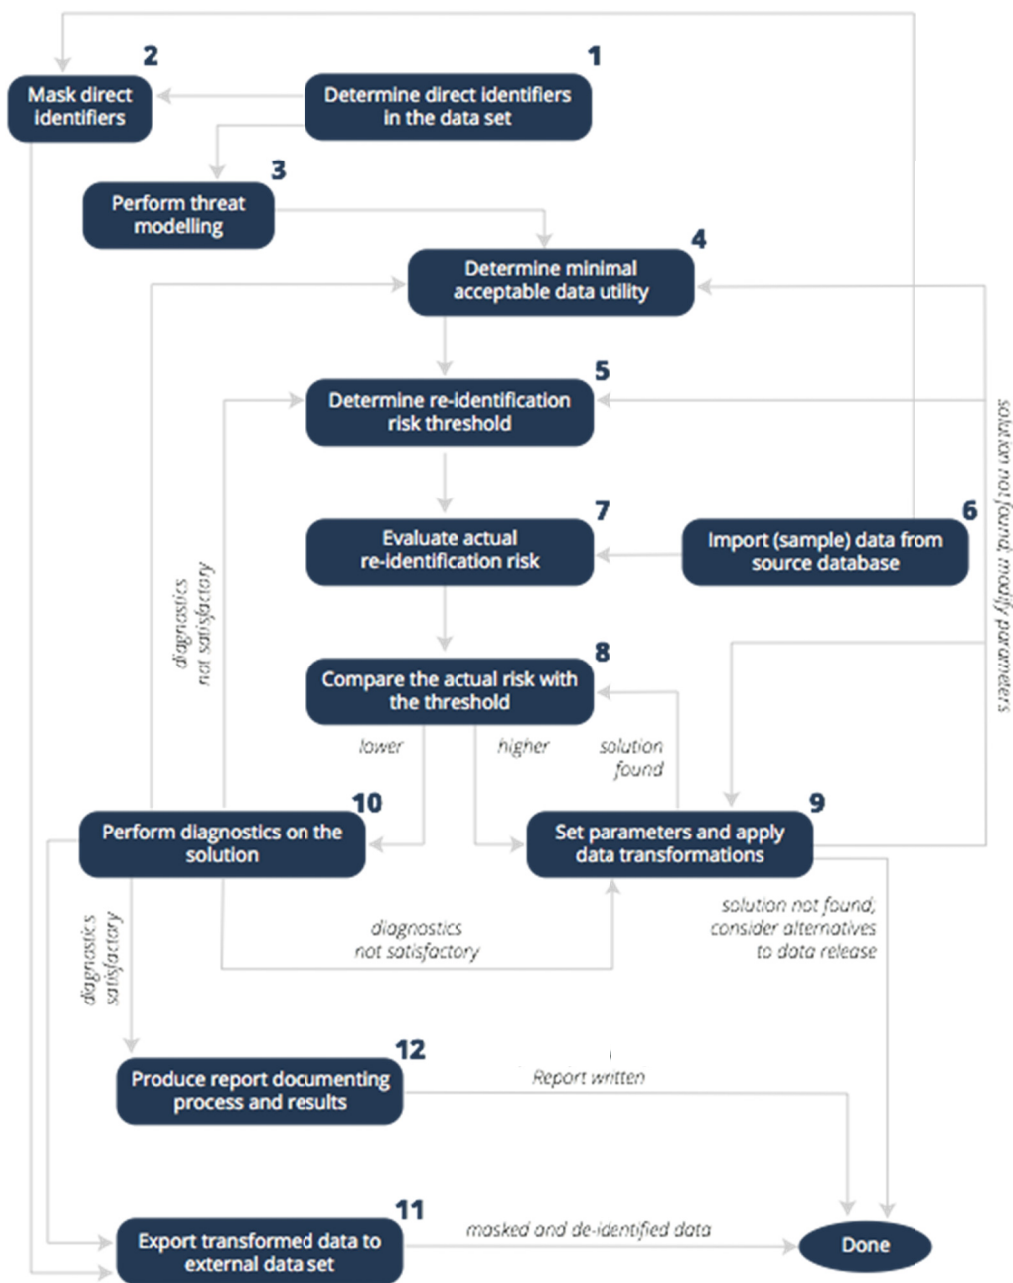 2
1
Mask direct
identifiers
Determine direct identifiers
in the data set
3
Perform threat
modelling
4
Determine minimal
acceptable data utility
5
Determine re-identification
risk threshold
solution not found; modify parameters
7
6
Evaluate actual
re-identification risk
Import (sample) data from
source database
diagnostics
not satisfactory
8
Compare the actual risk with
the threshold
lower
higher
solution
found
10
9
Perform diagnostics on the
solution
Set parameters and apply
data transformations
diagnostics
satisfactory
diagnostics
not satisfactory
solution not found;
consider alternatives
to data release
12
Produce report documenting
process and results
Report written
11
Export transformed data to
external data set
masked and de-identified data
Done